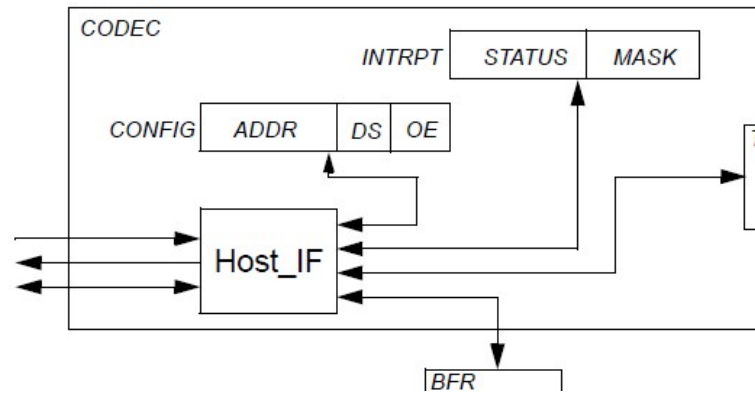 CODEC
INTRPT STATUS MASK
CONFIG ADDR DS OE
Host_IF
BFR